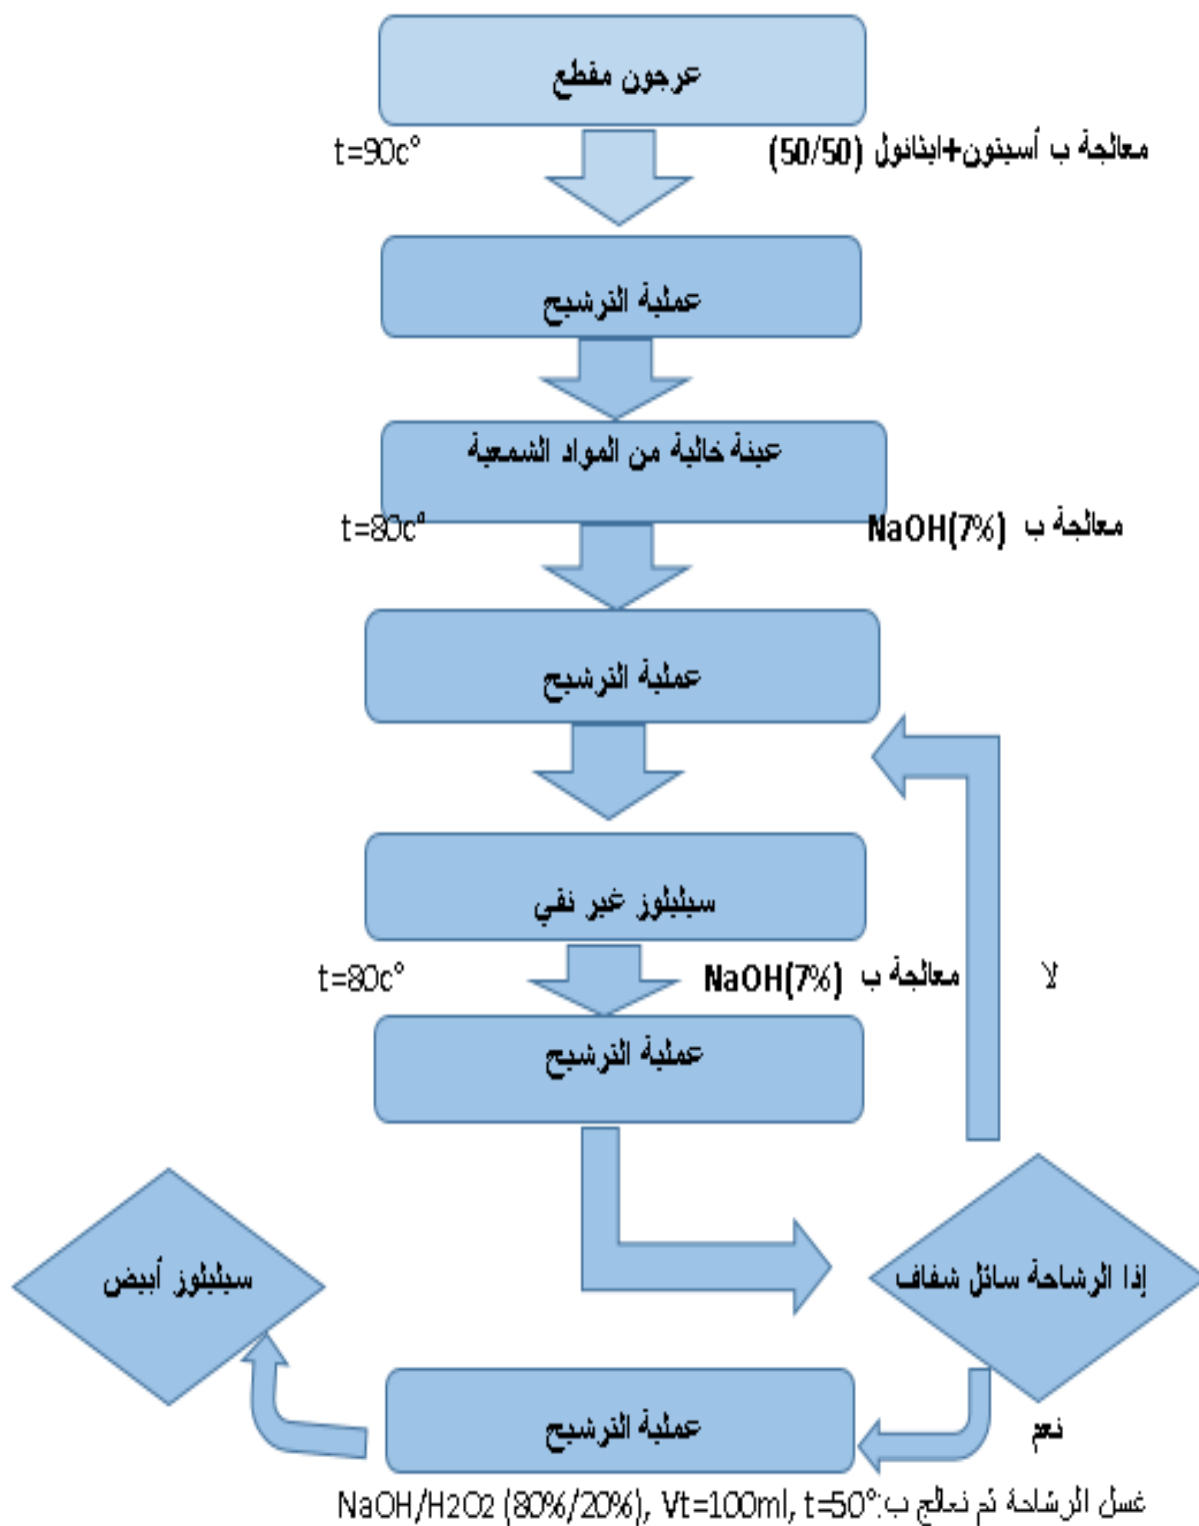 عرجون مقطع
معالجة ب أسيتون+ايثانول (50/50)
t=90c°
عملية الترشيح
عينة خالية من المواد الشمعية
معالجة ب NaOH(7%)
t=80c°
عملية الترشيح
سيليلوز غير نقي
لا
معالجة ب NaOH(7%)
t=80c°
عملية الترشيح
إذا الرشاحة سائل شفاف
سيليلوز أبيض
نعم
عملية الترشيح
غسل الرشاحة ثم نعالج ب:NaOH/H2O2 (80%/20%), Vt=100ml, t=50°